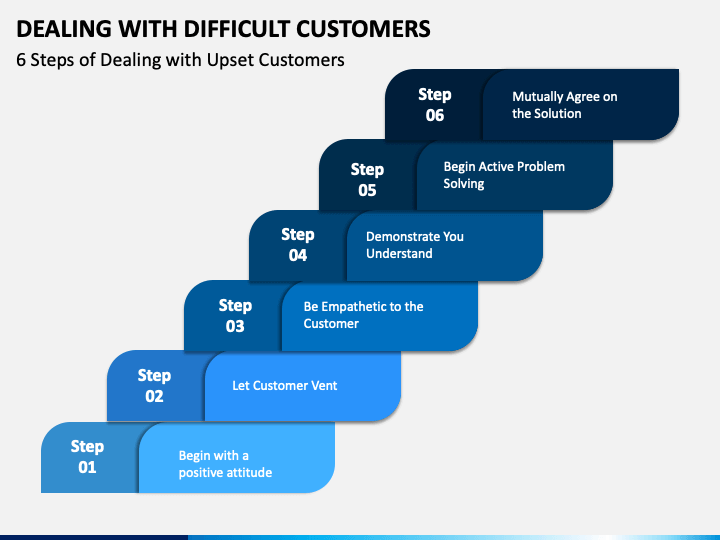 DEALING WITH DIFFICULT CUSTOMERS
6 Steps of Dealing with Upset Customers
Step
06
Mutually Agree on
the Solution
Step
05
Begin Active Problem
Solving
Step
04
Demonstrate You
Understand
Step
03
Be Empathetic to the
Customer
Step
02
Let Customer Vent
Step
01
Begin with a
positive attitude